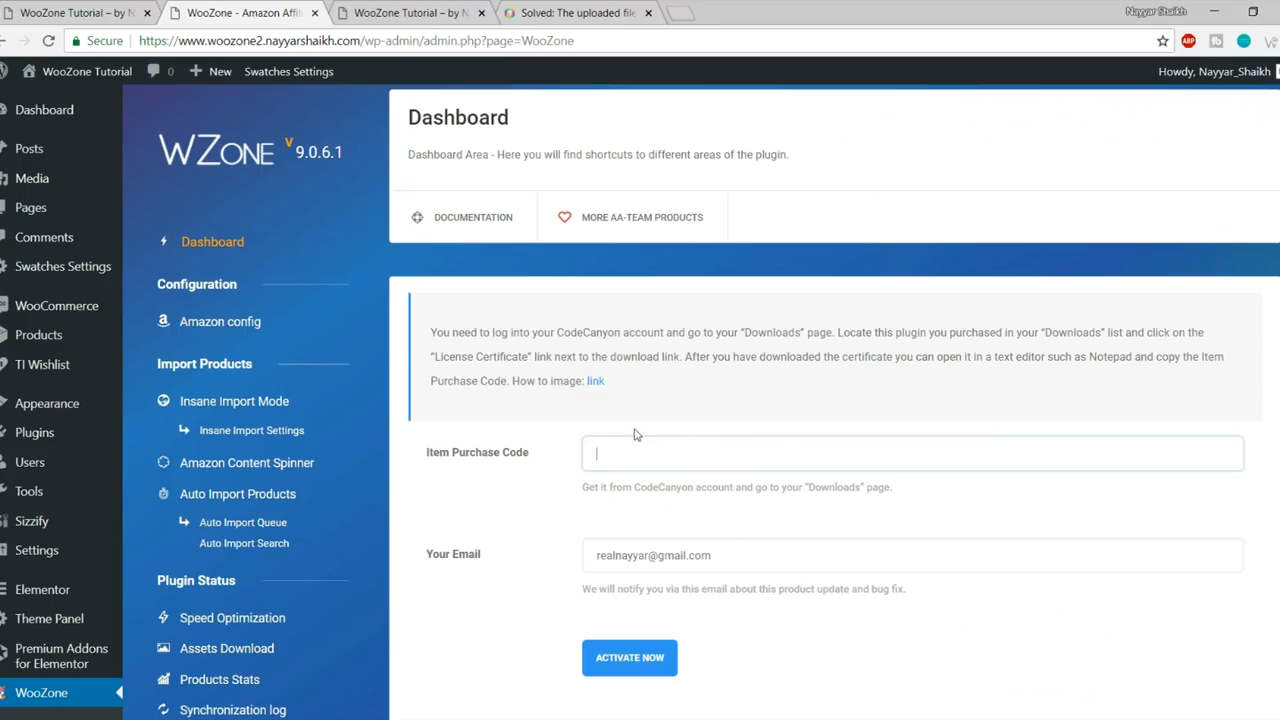 WooZone Tutorial – by N
WooZone - Amazon Affi
WooZone Tutorial – by N
Solved: The uploaded file
Nayyar Shaikh
Secure
https://www.woozone2.nayyarshaikh.com/wp-admin/admin.php?page=WooZone
ABP
WooZone Tutorial
0
New
Swatches Settings
Howdy, Nayyar_Shaikh
Dashboard
Posts
Media
Pages
Comments
Swatches Settings
WooCommerce
Products
TI Wishlist
Appearance
Plugins
Users
Tools
Sizzify
Settings
Elementor
Theme Panel
Premium Addons
for Elementor
WooZone
WZONE V 9.0.6.1
Dashboard
Configuration
Amazon config
Import Products
Insane Import Mode
Insane Import Settings
Amazon Content Spinner
Auto Import Products
Auto Import Queue
Auto Import Search
Plugin Status
Speed Optimization
Assets Download
Products Stats
Synchronization log
Dashboard
Dashboard Area - Here you will find shortcuts to different areas of the plugin.
DOCUMENTATION
MORE AA-TEAM PRODUCTS
You need to log into your CodeCanyon account and go to your “Downloads” page. Locate this plugin you purchased in your “Downloads” list and click on the
“License Certificate” link next to the download link. After you have downloaded the certificate you can open it in a text editor such as Notepad and copy the Item
Purchase Code. How to image: link
Item Purchase Code
Get it from CodeCanyon account and go to your “Downloads” page.
Your Email
realnayyar@gmail.com
We will notify you via this email about this product update and bug fix.
ACTIVATE NOW